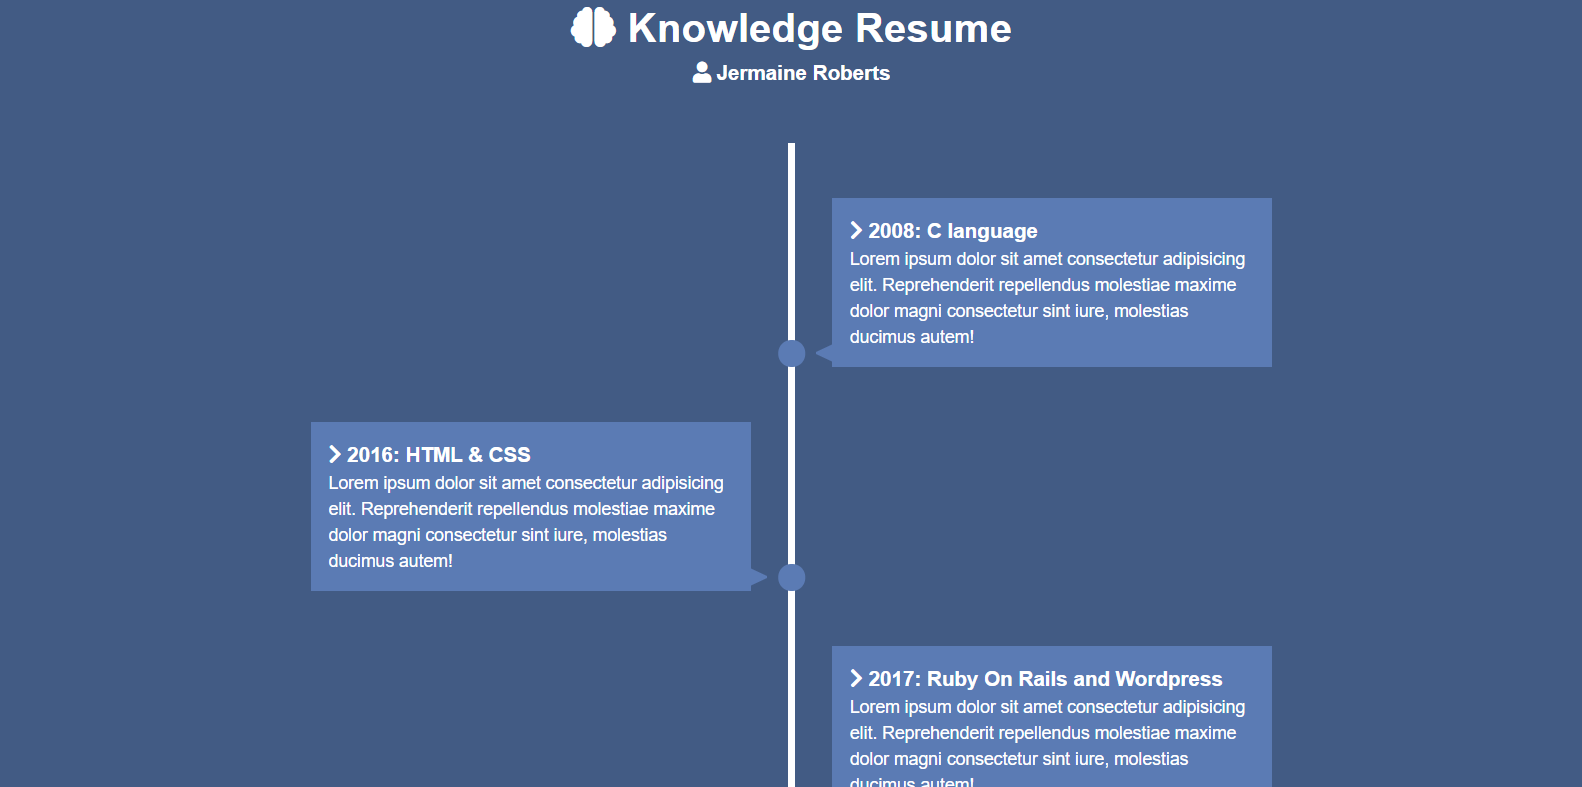 Knowledge Resume
Jermaine Roberts
2008: C language
Lorem ipsum dolor sit amet consectetur adipisicing
elit. Reprehenderit repellendus molestiae maxime
dolor magni consectetur sint iure, molestias
ducimus autem!
2016: HTML & CSS
Lorem ipsum dolor sit amet consectetur adipisicing
elit. Reprehenderit repellendus molestiae maxime
dolor magni consectetur sint iure, molestias
ducimus autem!
2017: Ruby On Rails and Wordpress
Lorem ipsum dolor sit amet consectetur adipisicing
elit. Reprehenderit repellendus molestiae maxime
dolor magni consectetur sint iure, molestias
ducimus autem!